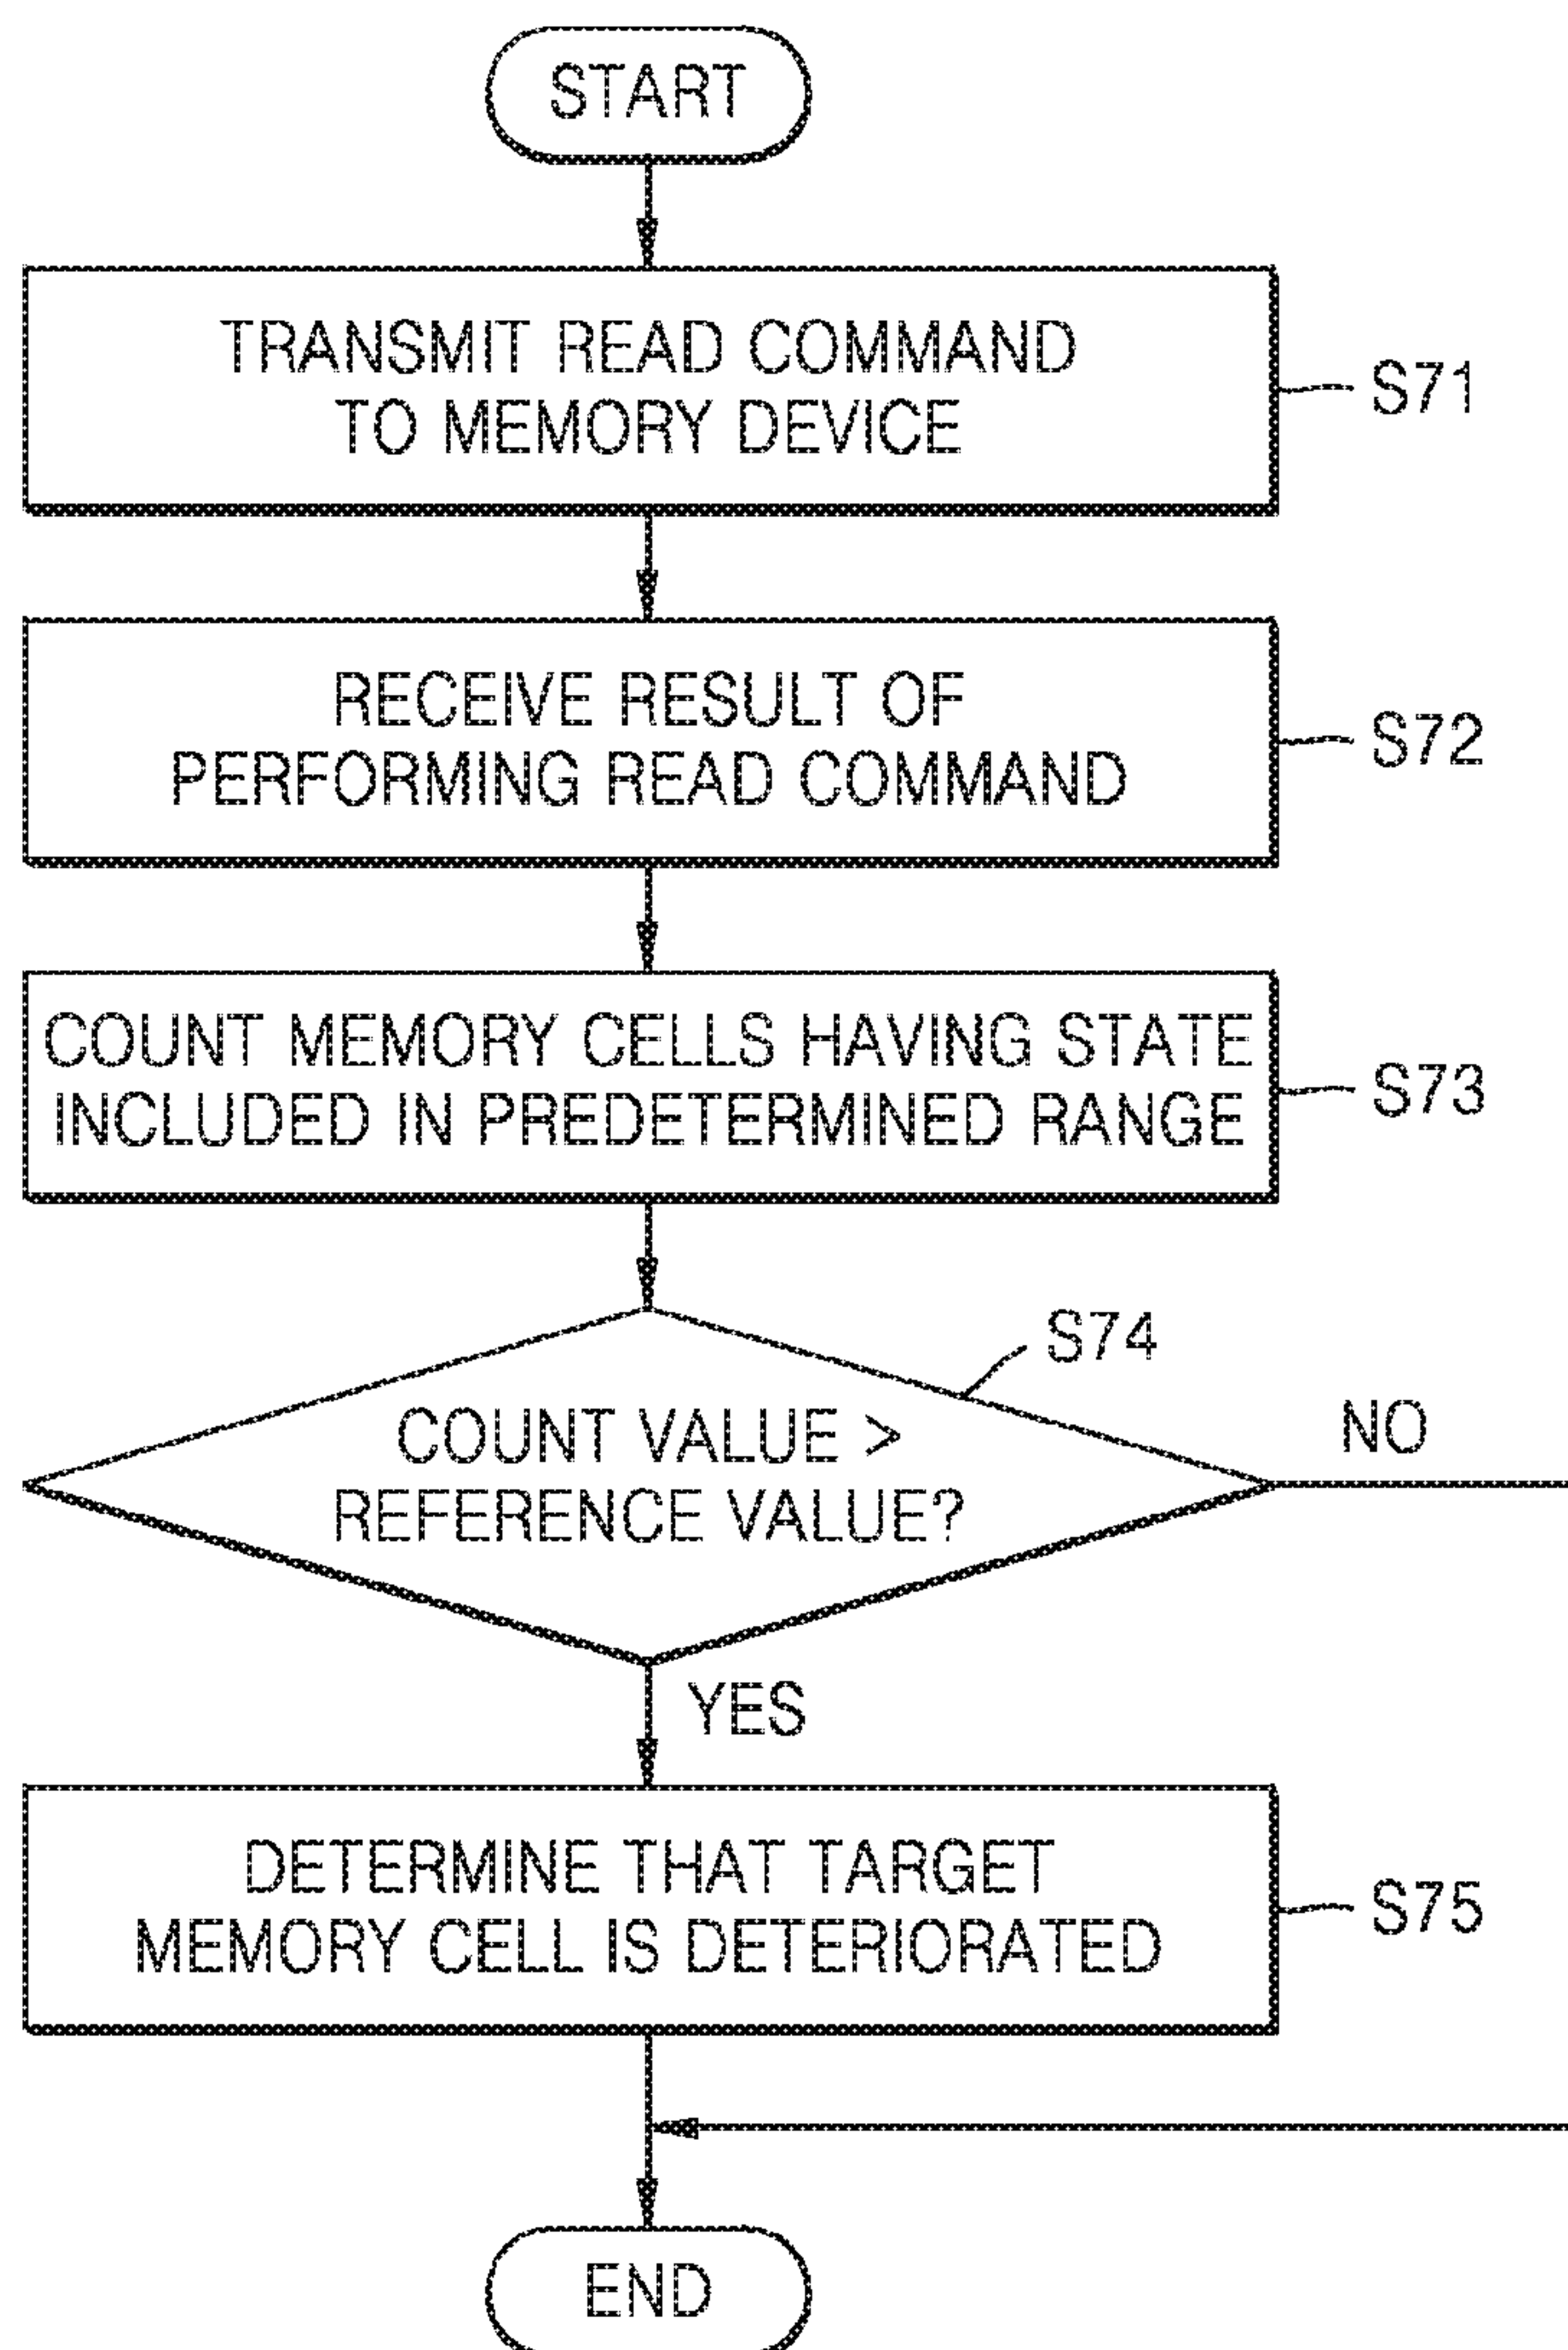 START
TRANSMIT READ COMMAND
TO MEMORY DEVICE
S71
RECEIVE RESULT OF
PERFORMING READ COMMAND
S72
COUNT MEMORY CELLS HAVING STATE
INCLUDED IN PREDETERMINED RANGE
S73
S74
COUNT VALUE >
REFERENCE VALUE?
NO
YES
DETERMINE THAT TARGET
MEMORY CELL IS DETERIORATED
S75
END